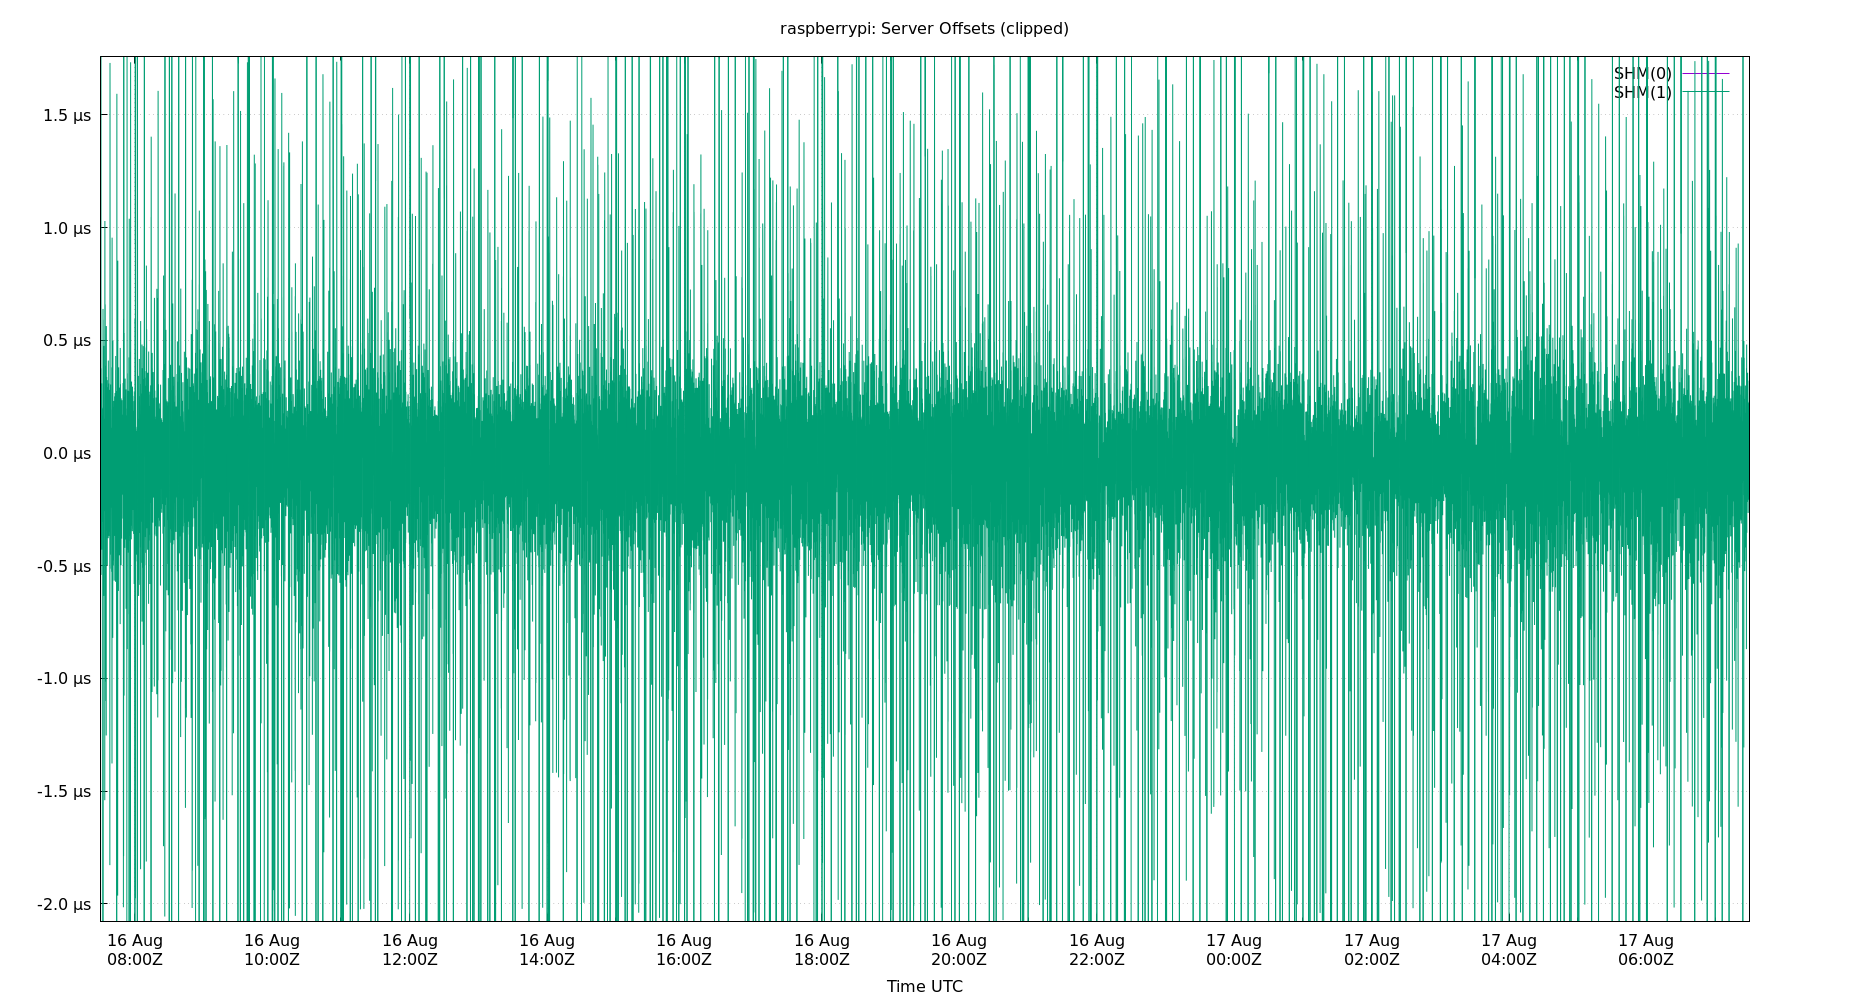 raspberrypi: Server Offsets (clipped)
SHM(0)
SHM(1)
1.5 µs
1.0 µs
0.5 µs
0.0 µs
-0.5 µs
-1.0 µs
-1.5 µs
-2.0 µs
16 Aug 16 Aug 16 Aug 16 Aug 16 Aug 16 Aug 16 Aug 16 Aug 17 Aug 17 Aug 17 Aug 17 Aug
08:00Z 10:00Z 12:00Z 14:00Z 16:00Z 18:00Z 20:00Z 22:00Z 00:00Z 02:00Z 04:00Z 06:00Z
Time UTC